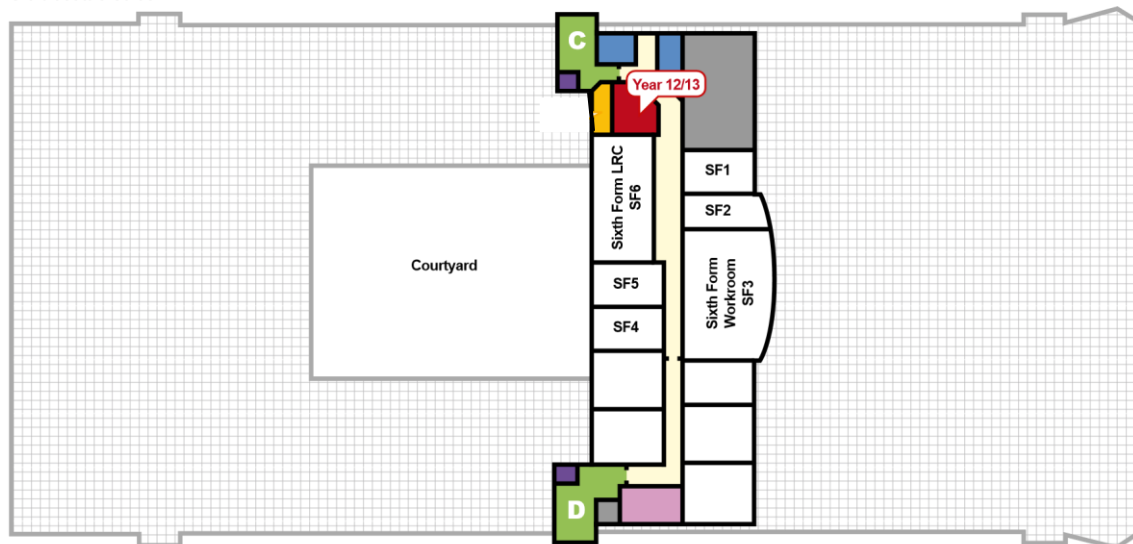 C
Year 12/13
SF1
Sixth Form LRC
SF6
SF2
Courtyard
SF5
Sixth Form
Workroom
SF3
SF4
D